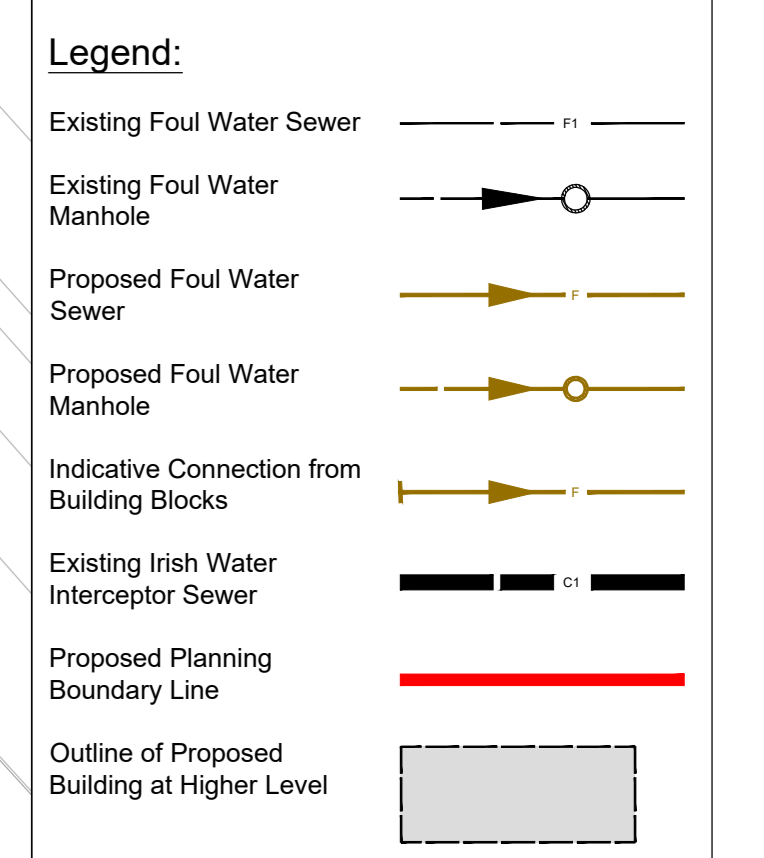 Legend:
Existing Foul Water Sewer
F1
Existing Foul Water
Manhole
Proposed Foul Water
Sewer
F
Proposed Foul Water
Manhole
Indicative Connection from
Building Blocks
F
Existing Irish Water
Interceptor Sewer
C1
Proposed Planning
Boundary Line
Outline of Proposed
Building at Higher Level